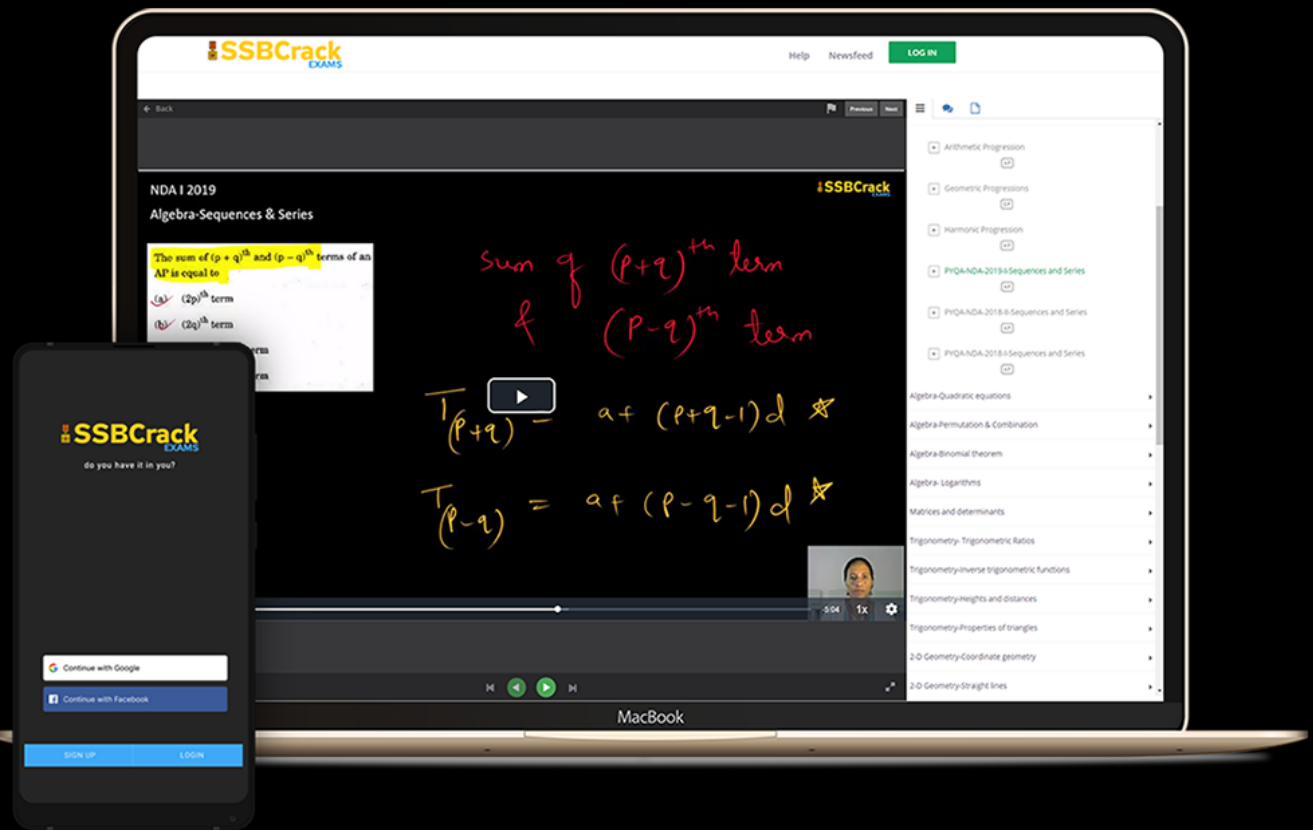 SSBCrack
EXAMS
Help Newsfeed LOG IN
Back
Previous Next
NDA I 2019
Algebra-Sequences & Series
SSBCrack
EXAMS
The sum of (p + q)th and (p – q)th terms of an
AP is equal to
(a) (2p)th term
(b) (2q)th term
erm
rm
sum of (p+q)th term
& (p-q)th term
T(p+q) = a+ (p+q-1)d
T(p-q) = a+ (p-q-1)d
-5:04 1x
Arithmetic Progression
Geometric Progressions
Harmonic Progression
PYQA-NDA-2019-I-Sequences and Series
PYQA-NDA-2018-II-Sequences and Series
PYQA-NDA-2018-I-Sequences and Series
Algebra-Quadratic equations
Algebra-Permutation & Combination
Algebra-Binomial theorem
Algebra- Logarithms
Matrices and determinants
Trigonometry- Trigonometric Ratios
Trigonometry-Inverse trigonometric functions
Trigonometry-Heights and distances
Trigonometry-Properties of triangles
2-D Geometry-Coordinate geometry
2-D Geometry-Straight lines
MacBook
SSBCrack
EXAMS
do you have it in you?
Continue with Google
Continue with Facebook
SIGN UP LOGIN